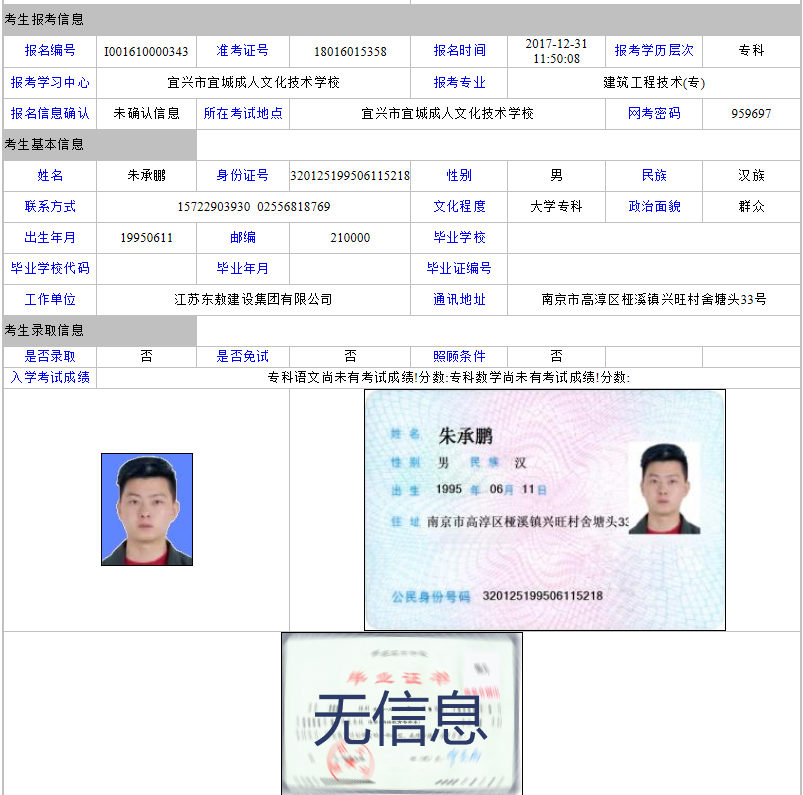 考生报考信息
报名编号 I001610000343 准考证号 18016015358 报名时间 2017-12-31 11:50:08 报考学历层次 专科
报考学习中心 宜兴市宜城成人文化技术学校 报考专业 建筑工程技术(专)
报名信息确认 未确认信息 所在考试地点 宜兴市宜城成人文化技术学校 网考密码 959697
考生基本信息
姓名 朱承鹏 身份证号 320125199506115218 性别 男 民族 汉族
联系方式 15722903930 02556818769 文化程度 大学专科 政治面貌 群众
出生年月 19950611 邮编 210000 毕业学校
毕业学校代码 毕业年月 毕业证编号
工作单位 江苏东敖建设集团有限公司 通讯地址 南京市高淳区桠溪镇兴旺村舍塘头33号
考生录取信息
是否录取 否 是否免试 否 照顾条件 否
入学考试成绩 专科语文尚未有考试成绩!分数:专科数学尚未有考试成绩!分数:
姓名 朱承鹏
性别 男 民族 汉
出生 1995 年 06月 11日
住址 南京市高淳区桠溪镇兴旺村舍塘头33
公民身份号码 320125199506115218
毕业证书
无信息